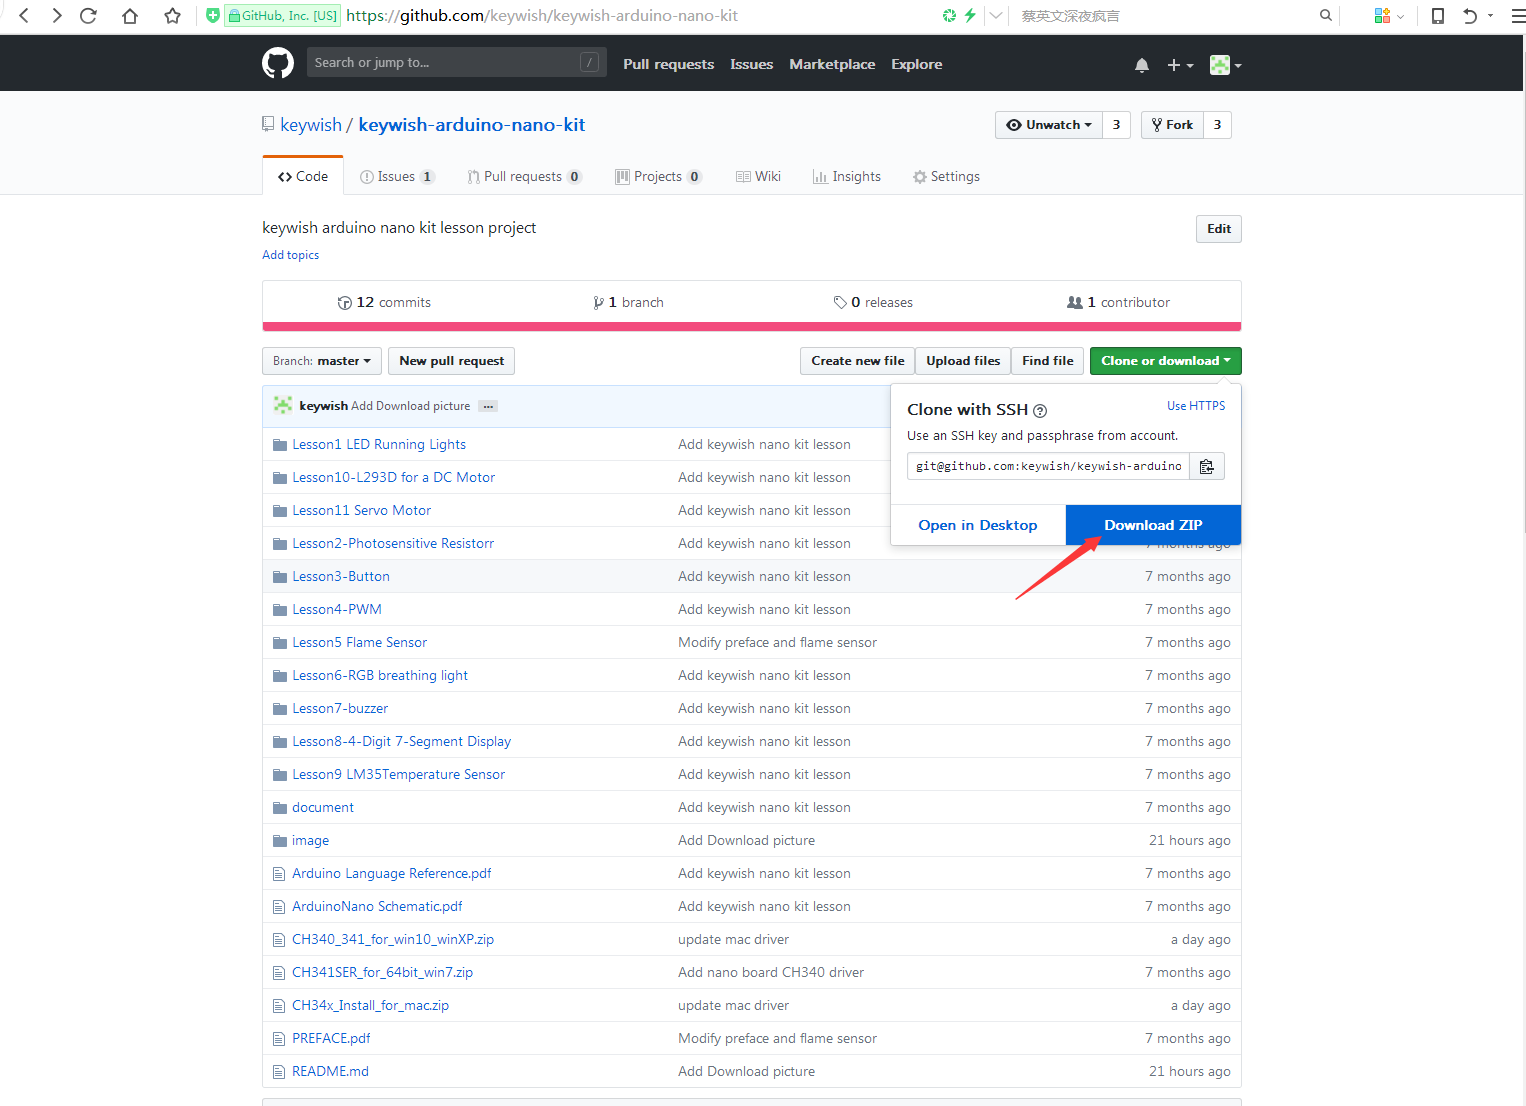 GitHub, Inc. [US] https://github.com/keywish/keywish-arduino-nano-kit 蔡英文深夜疯言
Search or jump to... / Pull requests Issues Marketplace Explore
keywish / keywish-arduino-nano-kit Unwatch 3 Fork 3
Code Issues 1 Pull requests 0 Projects 0 Wiki Insights Settings
keywish arduino nano kit lesson project Edit
Add topics
12 commits 1 branch 0 releases 1 contributor
Branch: master New pull request Create new file Upload files Find file Clone or download
keywish Add Download picture ...
Clone with SSH ? Use HTTPS
Use an SSH key and passphrase from account.
git@github.com:keywish/keywish-arduino
Open in Desktop Download ZIP
Lesson1 LED Running Lights Add keywish nano kit lesson
Lesson10-L293D for a DC Motor Add keywish nano kit lesson
Lesson11 Servo Motor Add keywish nano kit lesson
Lesson2-Photosensitive Resistorr Add keywish nano kit lesson 7 months ago
Lesson3-Button Add keywish nano kit lesson 7 months ago
Lesson4-PWM Add keywish nano kit lesson 7 months ago
Lesson5 Flame Sensor Modify preface and flame sensor 7 months ago
Lesson6-RGB breathing light Add keywish nano kit lesson 7 months ago
Lesson7-buzzer Add keywish nano kit lesson 7 months ago
Lesson8-4-Digit 7-Segment Display Add keywish nano kit lesson 7 months ago
Lesson9 LM35Temperature Sensor Add keywish nano kit lesson 7 months ago
document Add keywish nano kit lesson 7 months ago
image Add Download picture 21 hours ago
Arduino Language Reference.pdf Add keywish nano kit lesson 7 months ago
ArduinoNano Schematic.pdf Add keywish nano kit lesson 7 months ago
CH340_341_for_win10_winXP.zip update mac driver a day ago
CH341SER_for_64bit_win7.zip Add nano board CH340 driver 7 months ago
CH34x_Install_for_mac.zip update mac driver a day ago
PREFACE.pdf Modify preface and flame sensor 7 months ago
README.md Add Download picture 21 hours ago